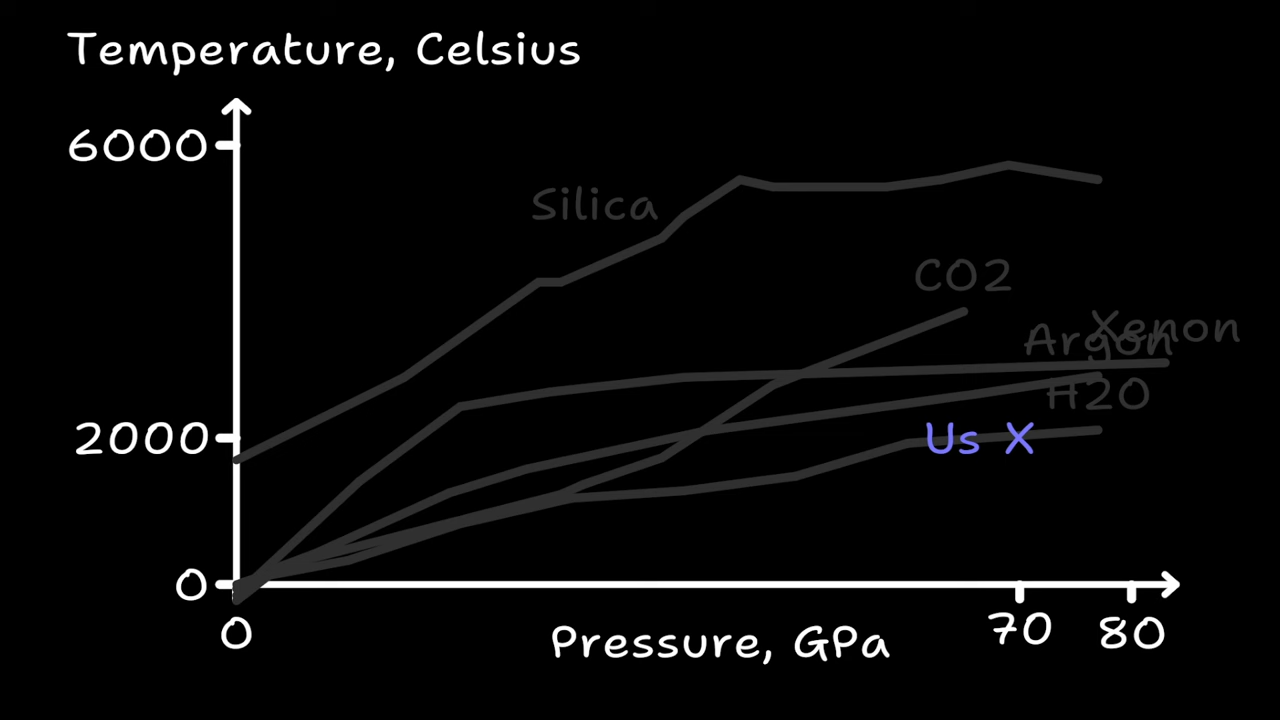 Temperature, Celsius
6000
Silica
CO2
Xenon
Argon
H2O
2000
Us X
0
0
70
80
Pressure, GPa